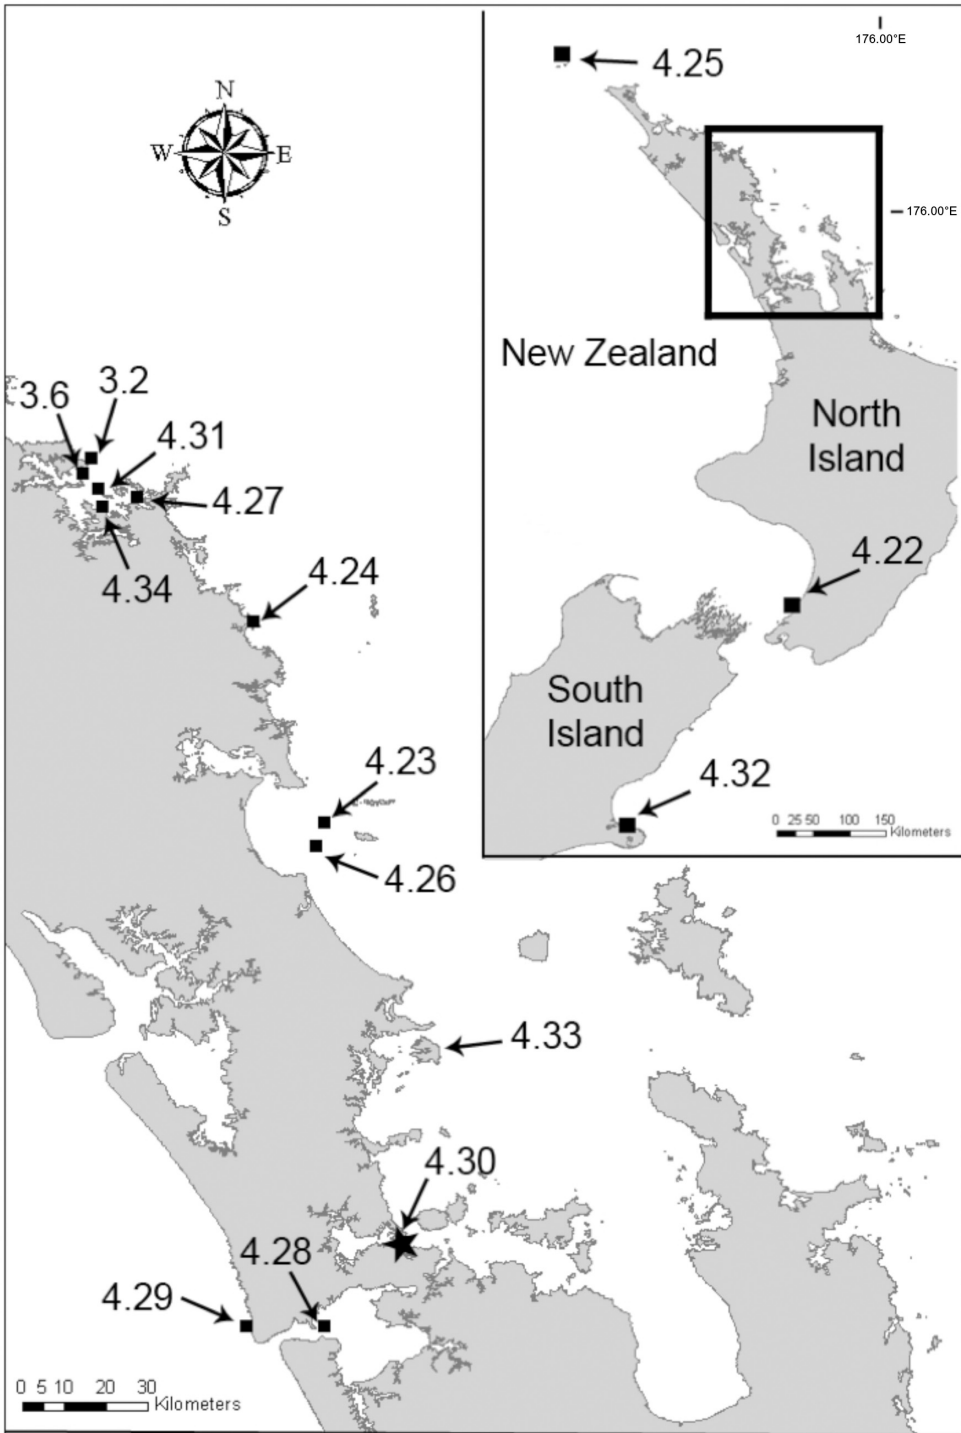 176.00°E
4.25
N
W
E
S
176.00°E
New Zealand
3.2
3.6
North
Island
4.31
4.27
4.22
4.34
4.24
South
Island
4.23
4.32
0 25 50 100 150
Kilometers
4.26
4.33
4.30
4.28
4.29
0 5 10 20 30
Kilometers